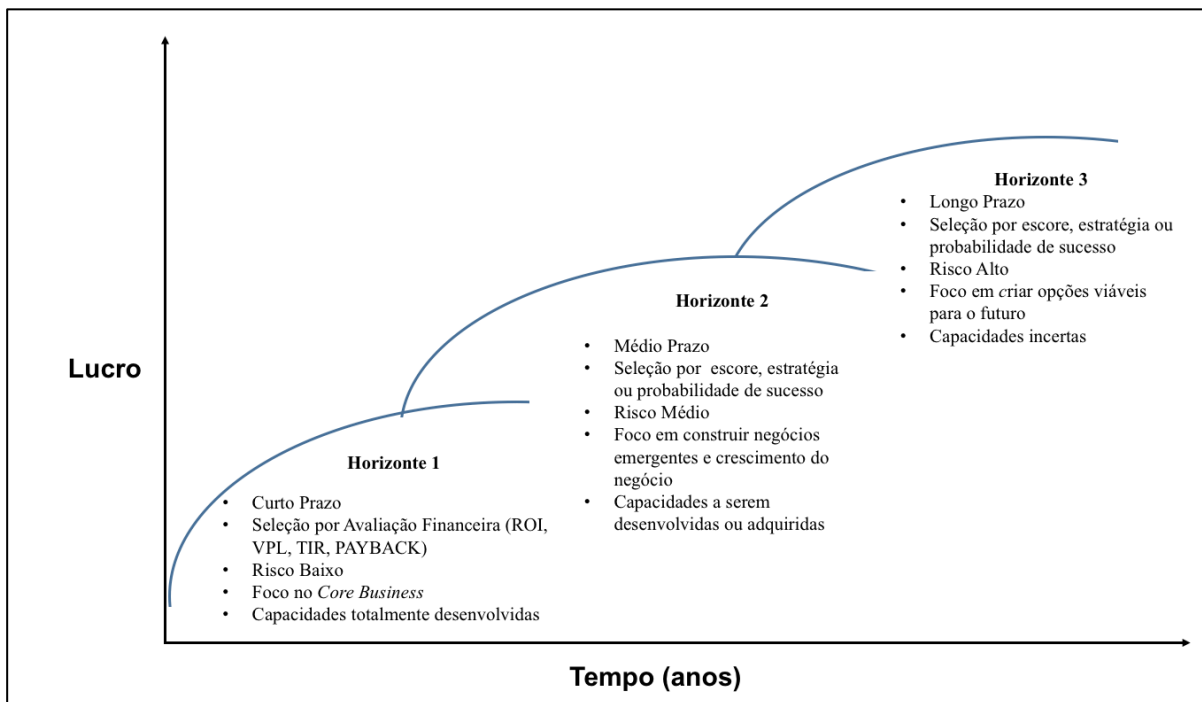 Lucro
Horizonte 1
• Curto Prazo
• Seleção por Avaliação Financeira (ROI,
VPL, TIR, PAYBACK)
• Risco Baixo
• Foco no Core Business
• Capacidades totalmente desenvolvidas
Horizonte 2
• Médio Prazo
• Seleção por escore, estratégia
ou probabilidade de sucesso
• Risco Médio
• Foco em construir negócios
emergentes e crescimento do
negócio
• Capacidades a serem
desenvolvidas ou adquiridas
Horizonte 3
• Longo Prazo
• Seleção por escore, estratégia ou
probabilidade de sucesso
• Risco Alto
• Foco em criar opções viáveis
para o futuro
• Capacidades incertas
Tempo (anos)